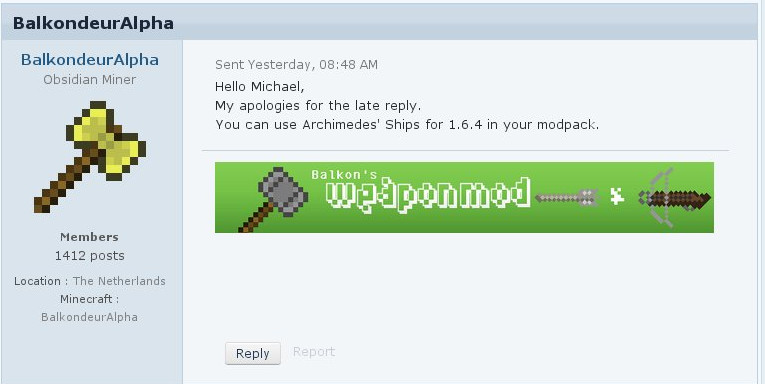 BalkondeurAlpha
BalkondeurAlpha
Obsidian Miner
Members
1412 posts
Location : The Netherlands
Minecraft :
BalkondeurAlpha
Sent Yesterday, 08:48 AM
Hello Michael,
My apologies for the late reply.
You can use Archimedes' Ships for 1.6.4 in your modpack.
Balkon's
weaponmod
Reply Report